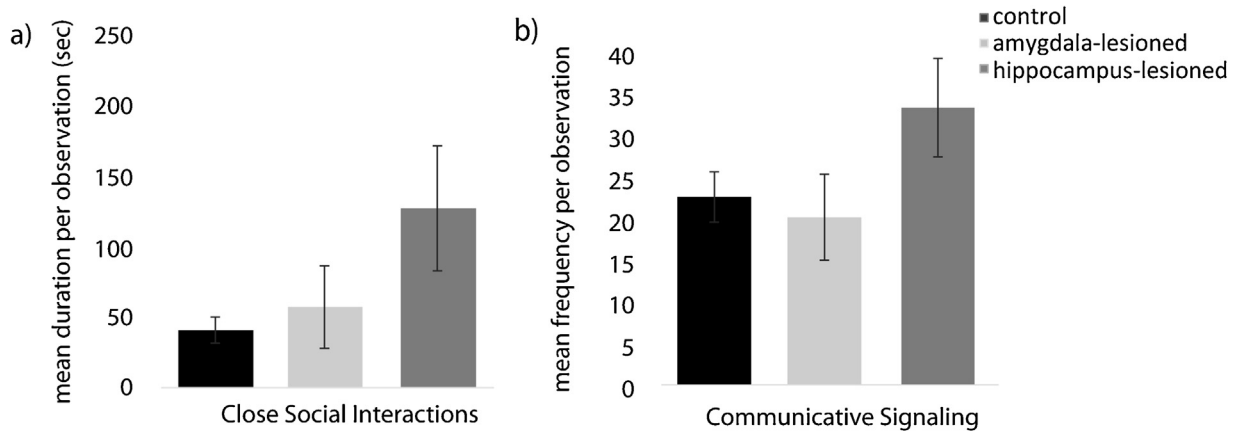 a)
mean duration per observation (sec)
250
200
150
100
50
0
Close Social Interactions
b)
mean frequency per observation
40
35
30
25
20
15
10
5
0
Communicative Signaling
control
amygdala-lesioned
hippocampus-lesioned